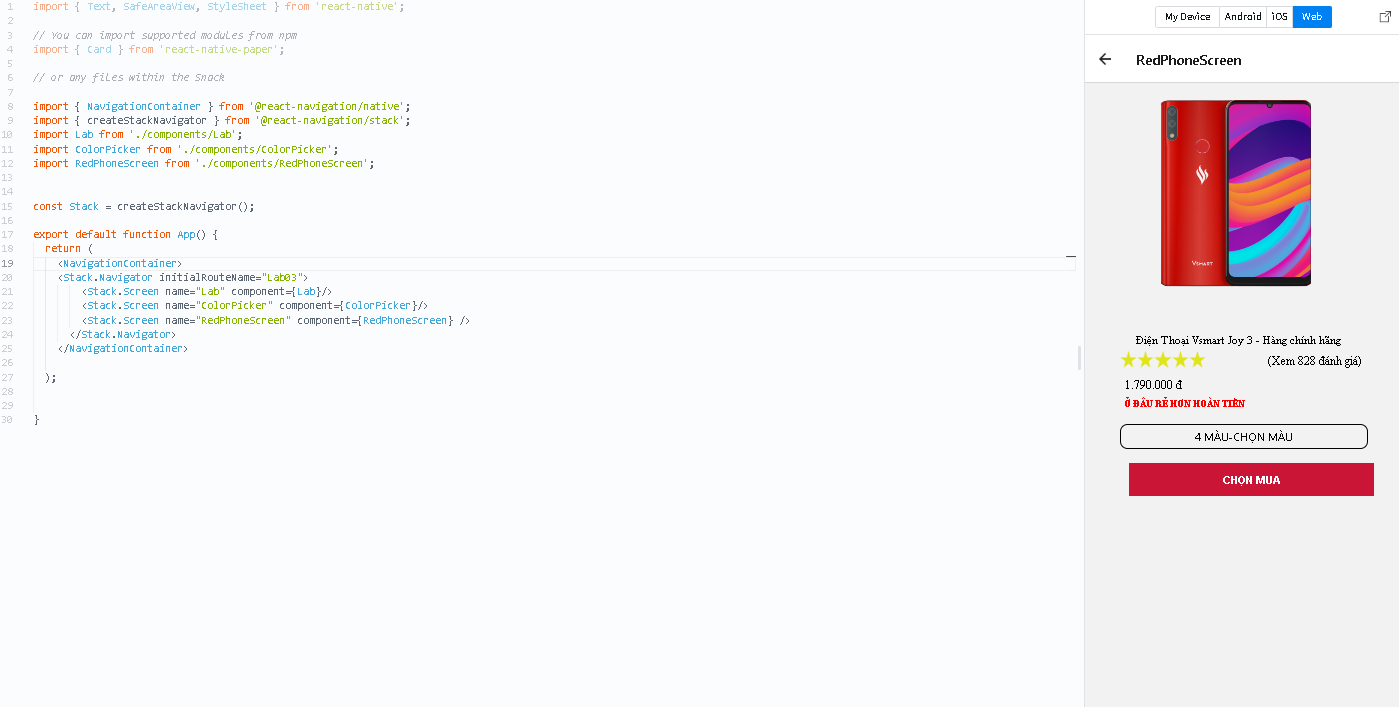 1 import { Text, SafeAreaView, StyleSheet } from 'react-native';
2
3 // You can import supported modules from npm
4 import { Card } from 'react-native-paper';
5
6 // or any files within the Snack
7
8 import { NavigationContainer } from '@react-navigation/native';
9 import { createStackNavigator } from '@react-navigation/stack';
10 import Lab from './components/Lab';
11 import ColorPicker from './components/ColorPicker';
12 import RedPhoneScreen from './components/RedPhoneScreen';
13
14
15 const Stack = createStackNavigator();
16
17 export default function App() {
18 return (
19 <NavigationContainer>
20 <Stack.Navigator initialRouteName="Lab03">
21 <Stack.Screen name="Lab" component={Lab}/>
22 <Stack.Screen name="ColorPicker" component={ColorPicker}/>
23 <Stack.Screen name="RedPhoneScreen" component={RedPhoneScreen} />
24 </Stack.Navigator>
25 </NavigationContainer>
26
27 );
28
29
30 }
My Device Android iOS Web
RedPhoneScreen
VSMART
Điện Thoại Vsmart Joy 3 - Hàng chính hãng
(Xem 828 đánh giá)
1.790.000 đ
Ở ĐÂU RẺ HƠN HOÀN TIỀN
4 MÀU-CHỌN MÀU
CHỌN MUA